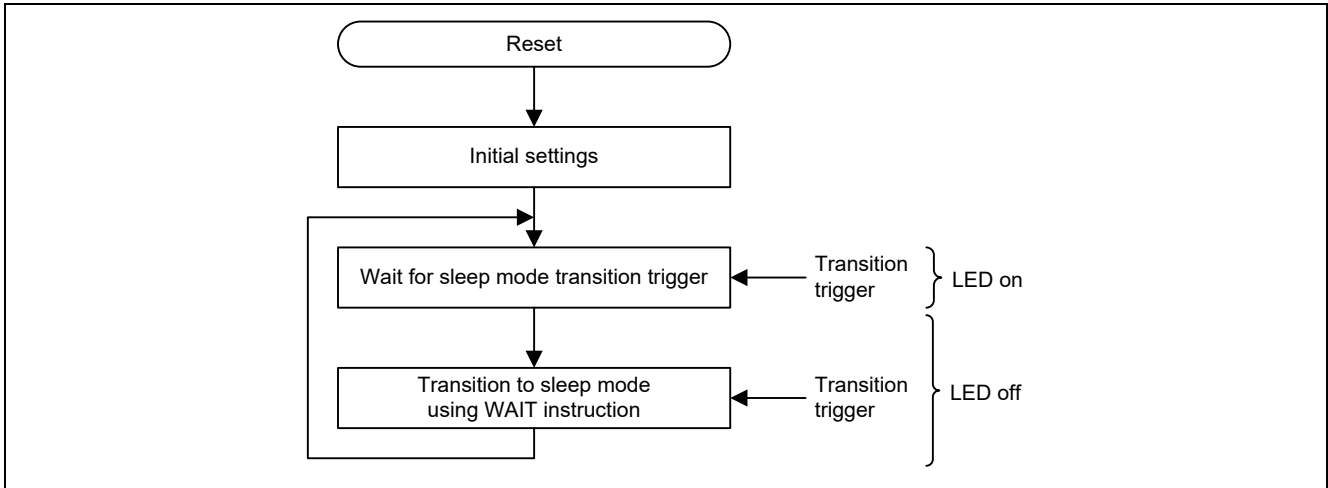 Reset
Initial settings
Wait for sleep mode transition trigger
Transition
trigger
LED on
Transition to sleep mode
using WAIT instruction
Transition
trigger
LED off